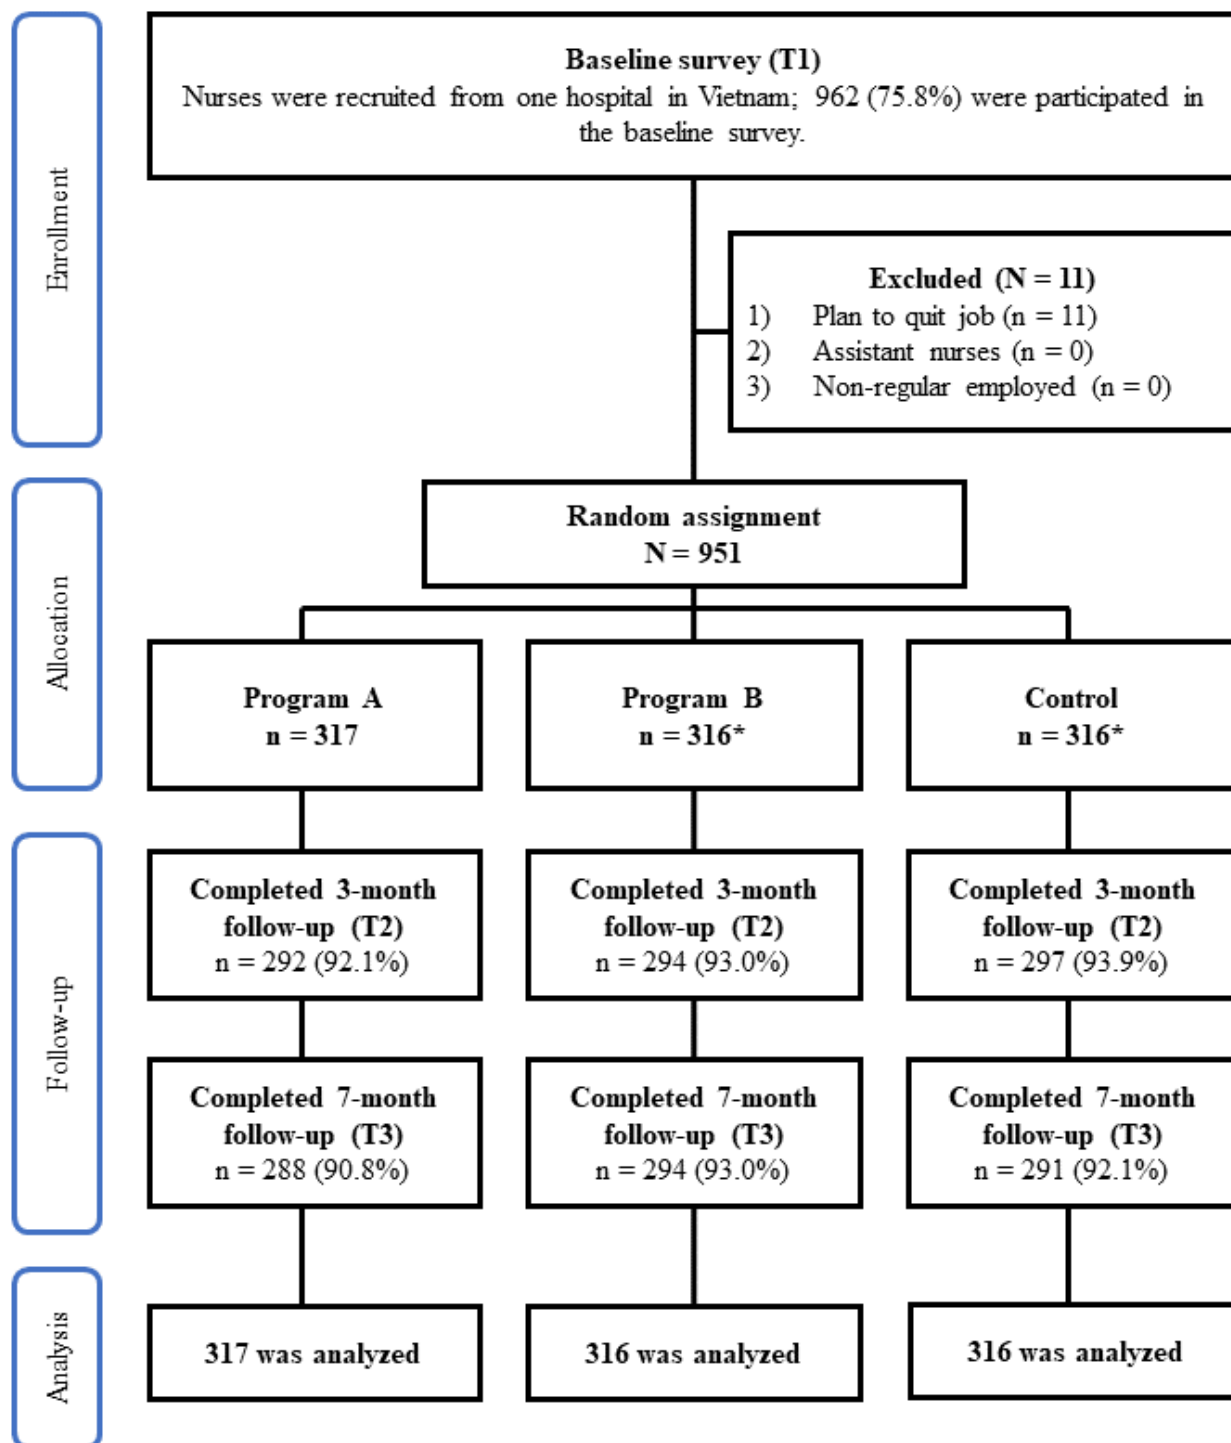 Enrollment
Baseline survey (T1)
Nurses were recruited from one hospital in Vietnam; 962 (75.8%) were participated in
the baseline survey.
Excluded (N = 11)
1) Plan to quit job (n = 11)
2) Assistant nurses (n = 0)
3) Non-regular employed (n = 0)
Allocation
Random assignment
N = 951
Program A
n = 317
Program B
n = 316*
Control
n = 316*
Follow-up
Completed 3-month
follow-up (T2)
n = 292 (92.1%)
Completed 3-month
follow-up (T2)
n = 294 (93.0%)
Completed 3-month
follow-up (T2)
n = 297 (93.9%)
Completed 7-month
follow-up (T3)
n = 288 (90.8%)
Completed 7-month
follow-up (T3)
n = 294 (93.0%)
Completed 7-month
follow-up (T3)
n = 291 (92.1%)
Analysis
317 was analyzed
316 was analyzed
316 was analyzed